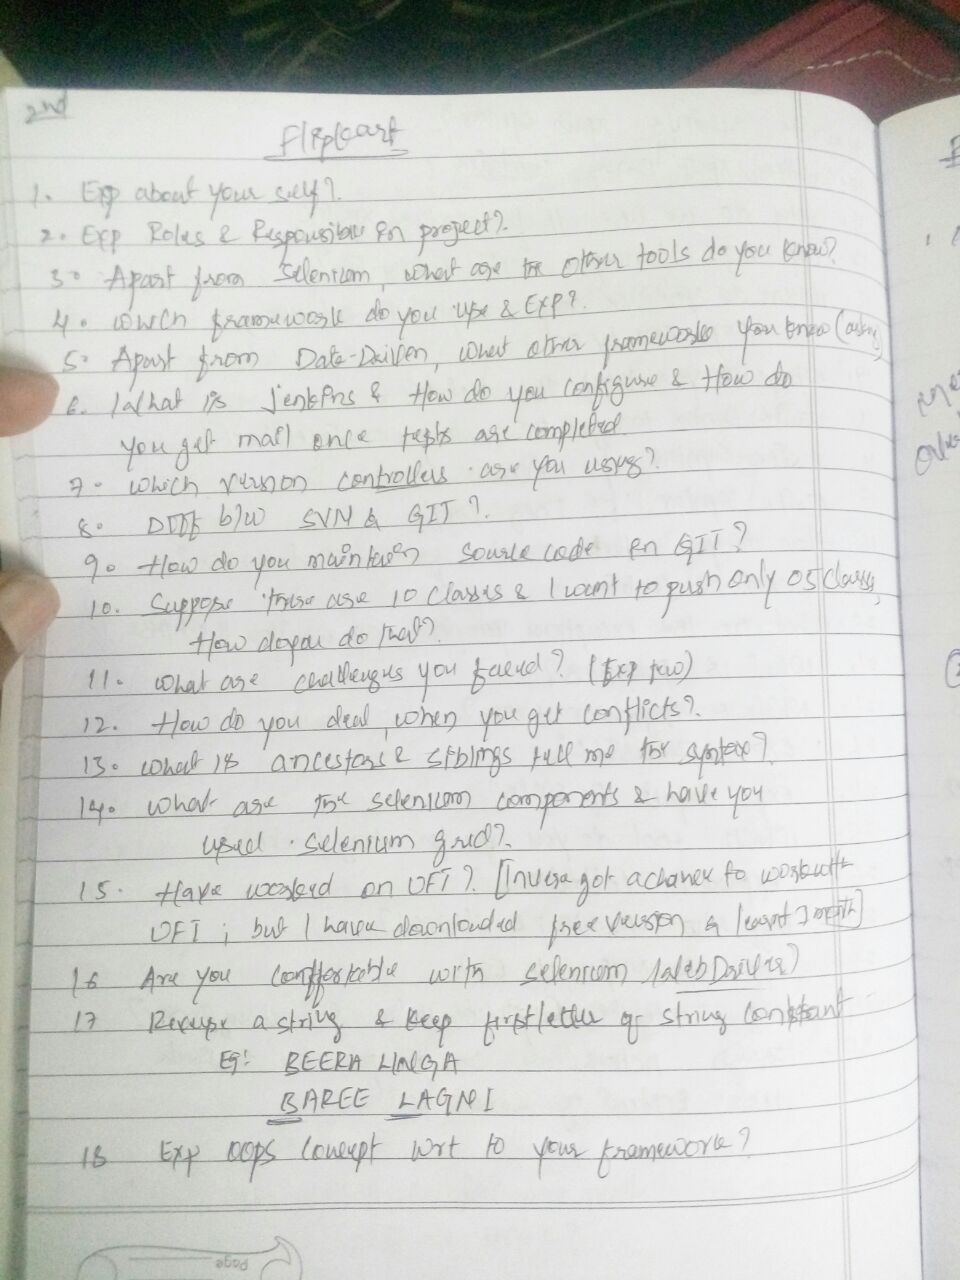 2nd
Flipkart
1. Exp about your self?
2. Exp Roles & Responsibili in project?
3. Apart from Selenium, what are the other tools do you know?
4. Which framework do you use & Exp?
5. Apart from Data-Driven, what other frameworks you know
6. What is Jenkins & How do you configure & How do
you get mail once tests are completed
7. Which version controllers are you using?
8. Diff b/w SVN & GIT?
9. How do you maintain source code in GIT?
10. Suppose there are 10 classes & I want to push only 05 classes,
How do you do that?
11. What are challenges you faced? (Exp few)
12. How do you deal, when you get conflicts?
13. What is ancestors & siblings tell me the syntax?
14. What are the selenium components & have you
used selenium grid?
15. Have worked on UFT? [I never got a chance to work with
UFT; but I have downloaded free version & learnt 1 month]
16 Are you comfortable with selenium WebDriver?
17 Reverse a string & keep first letter of string constant
Eg: BEERA LINGA
BAREE LAGNI
18 Exp OOPS concept wrt to your framework?
Page